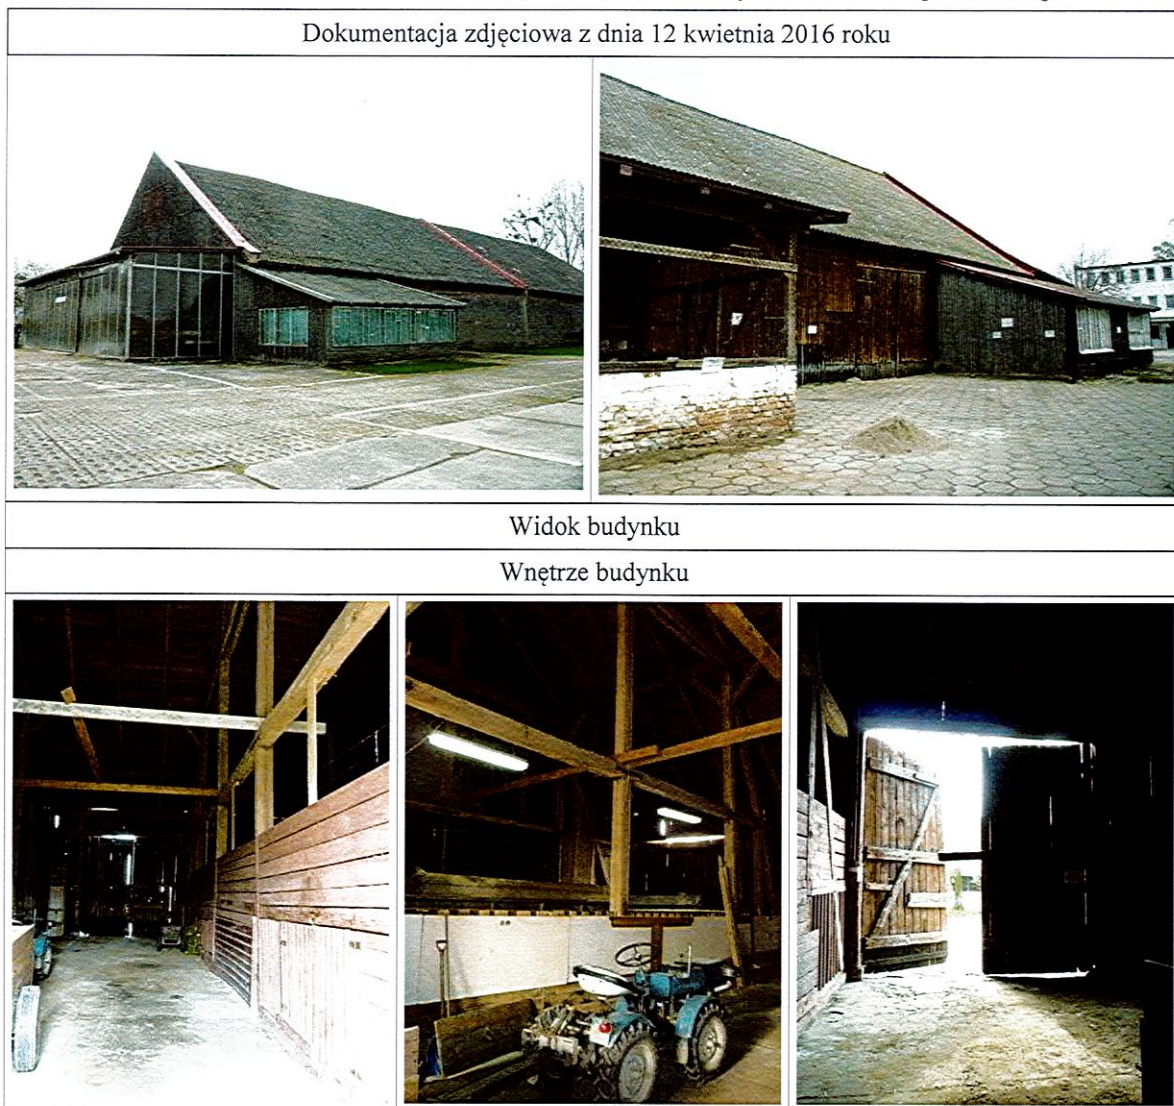 Dokumentacja zdjęciowa z dnia 12 kwietnia 2016 roku
Widok budynku
Wnętrze budynku